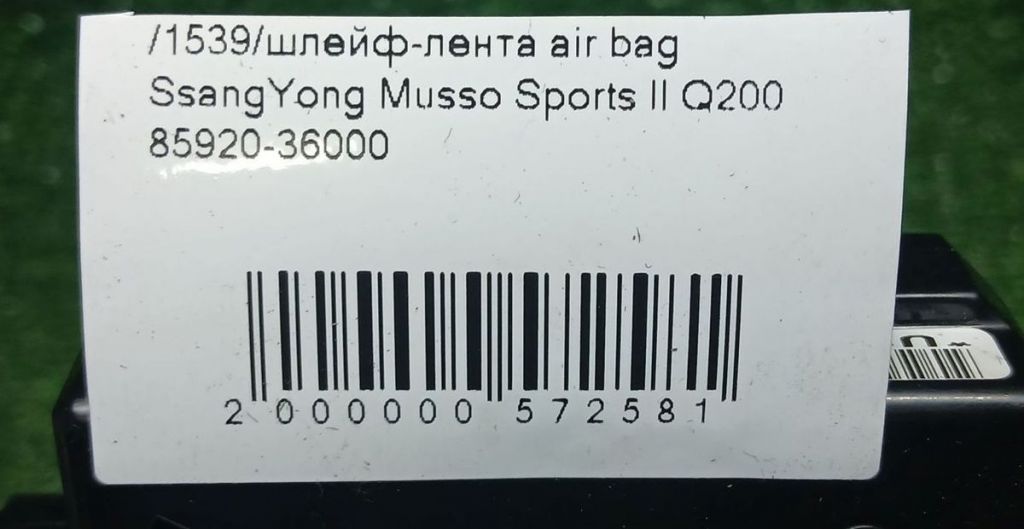 /1539/шлейф-лента air bag
SsangYong Musso Sports II Q200
85920-36000
2 000000 572581